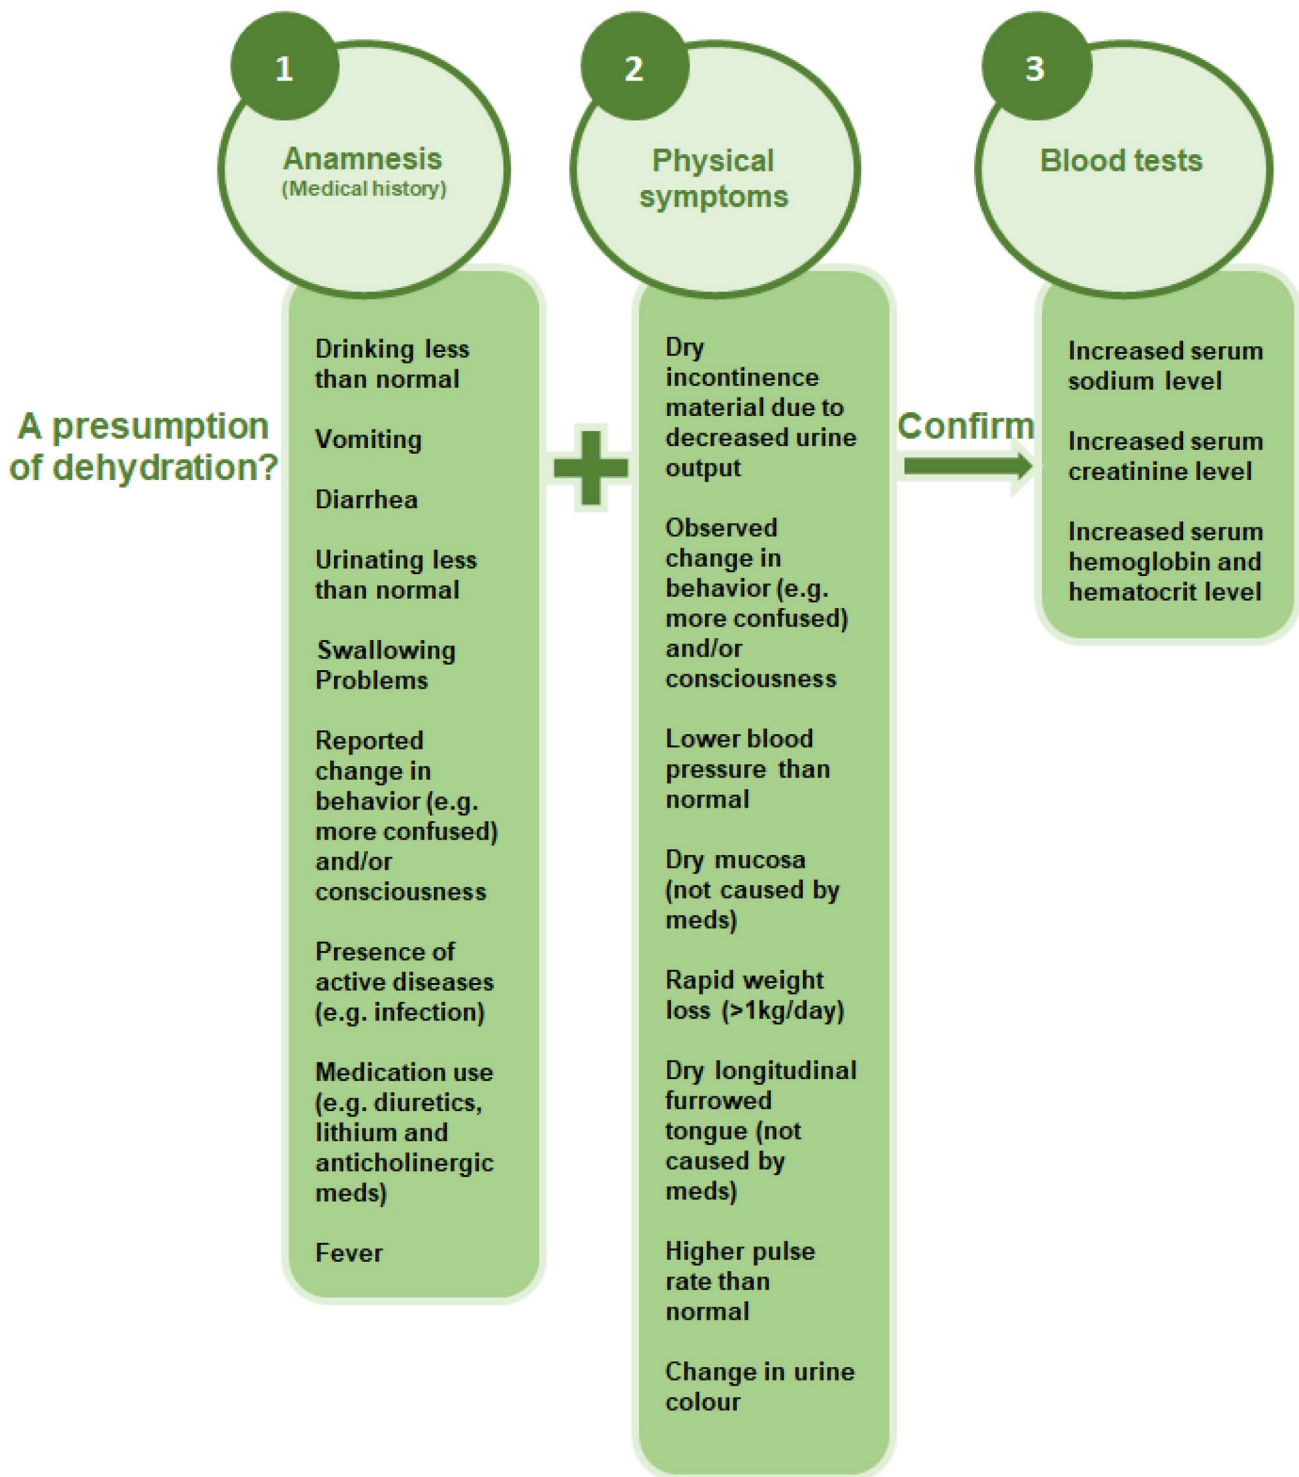 1
Anamnesis
(Medical history)
2
Physical
symptoms
3
Blood tests
A presumption
of dehydration?
Drinking less
than normal
Vomiting
Diarrhea
Urinating less
than normal
Swallowing
Problems
Reported
change in
behavior (e.g.
more confused)
and/or
consciousness
Presence of
active diseases
(e.g. infection)
Medication use
(e.g. diuretics,
lithium and
anticholinergic
meds)
Fever
Dry
incontinence
material due to
decreased urine
output
Observed
change in
behavior (e.g.
more confused)
and/or
consciousness
Lower blood
pressure than
normal
Dry mucosa
(not caused by
meds)
Rapid weight
loss (>1kg/day)
Dry longitudinal
furrowed
tongue (not
caused by
meds)
Higher pulse
rate than
normal
Change in urine
colour
Confirm
Increased serum
sodium level
Increased serum
creatinine level
Increased serum
hemoglobin and
hematocrit level